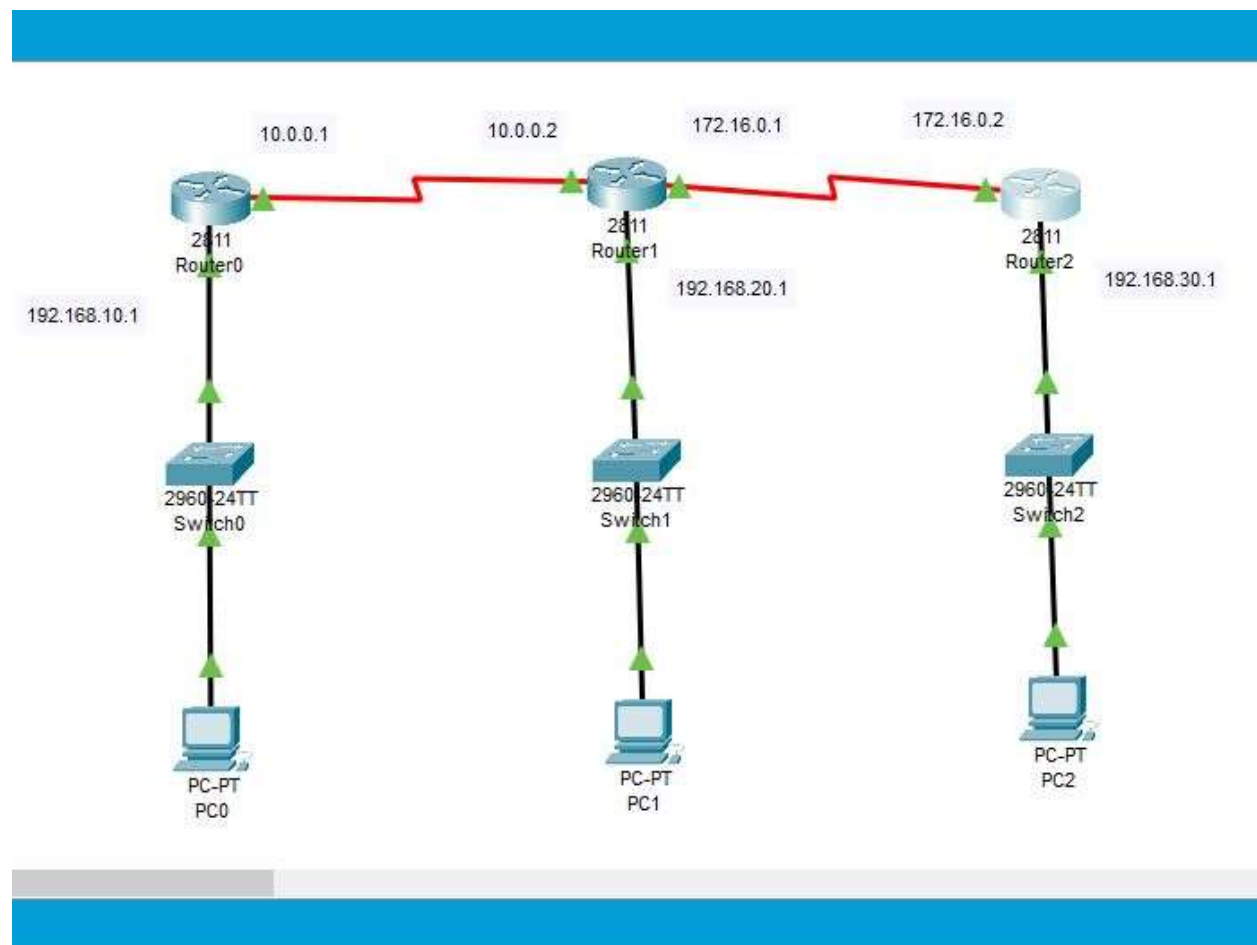 10.0.0.1
10.0.0.2
172.16.0.1
172.16.0.2
2811
Router0
2811
Router1
2811
Router2
192.168.10.1
192.168.20.1
192.168.30.1
2960-24TT
Switch0
2960-24TT
Switch1
2960-24TT
Switch2
PC-PT
PC0
PC-PT
PC1
PC-PT
PC2